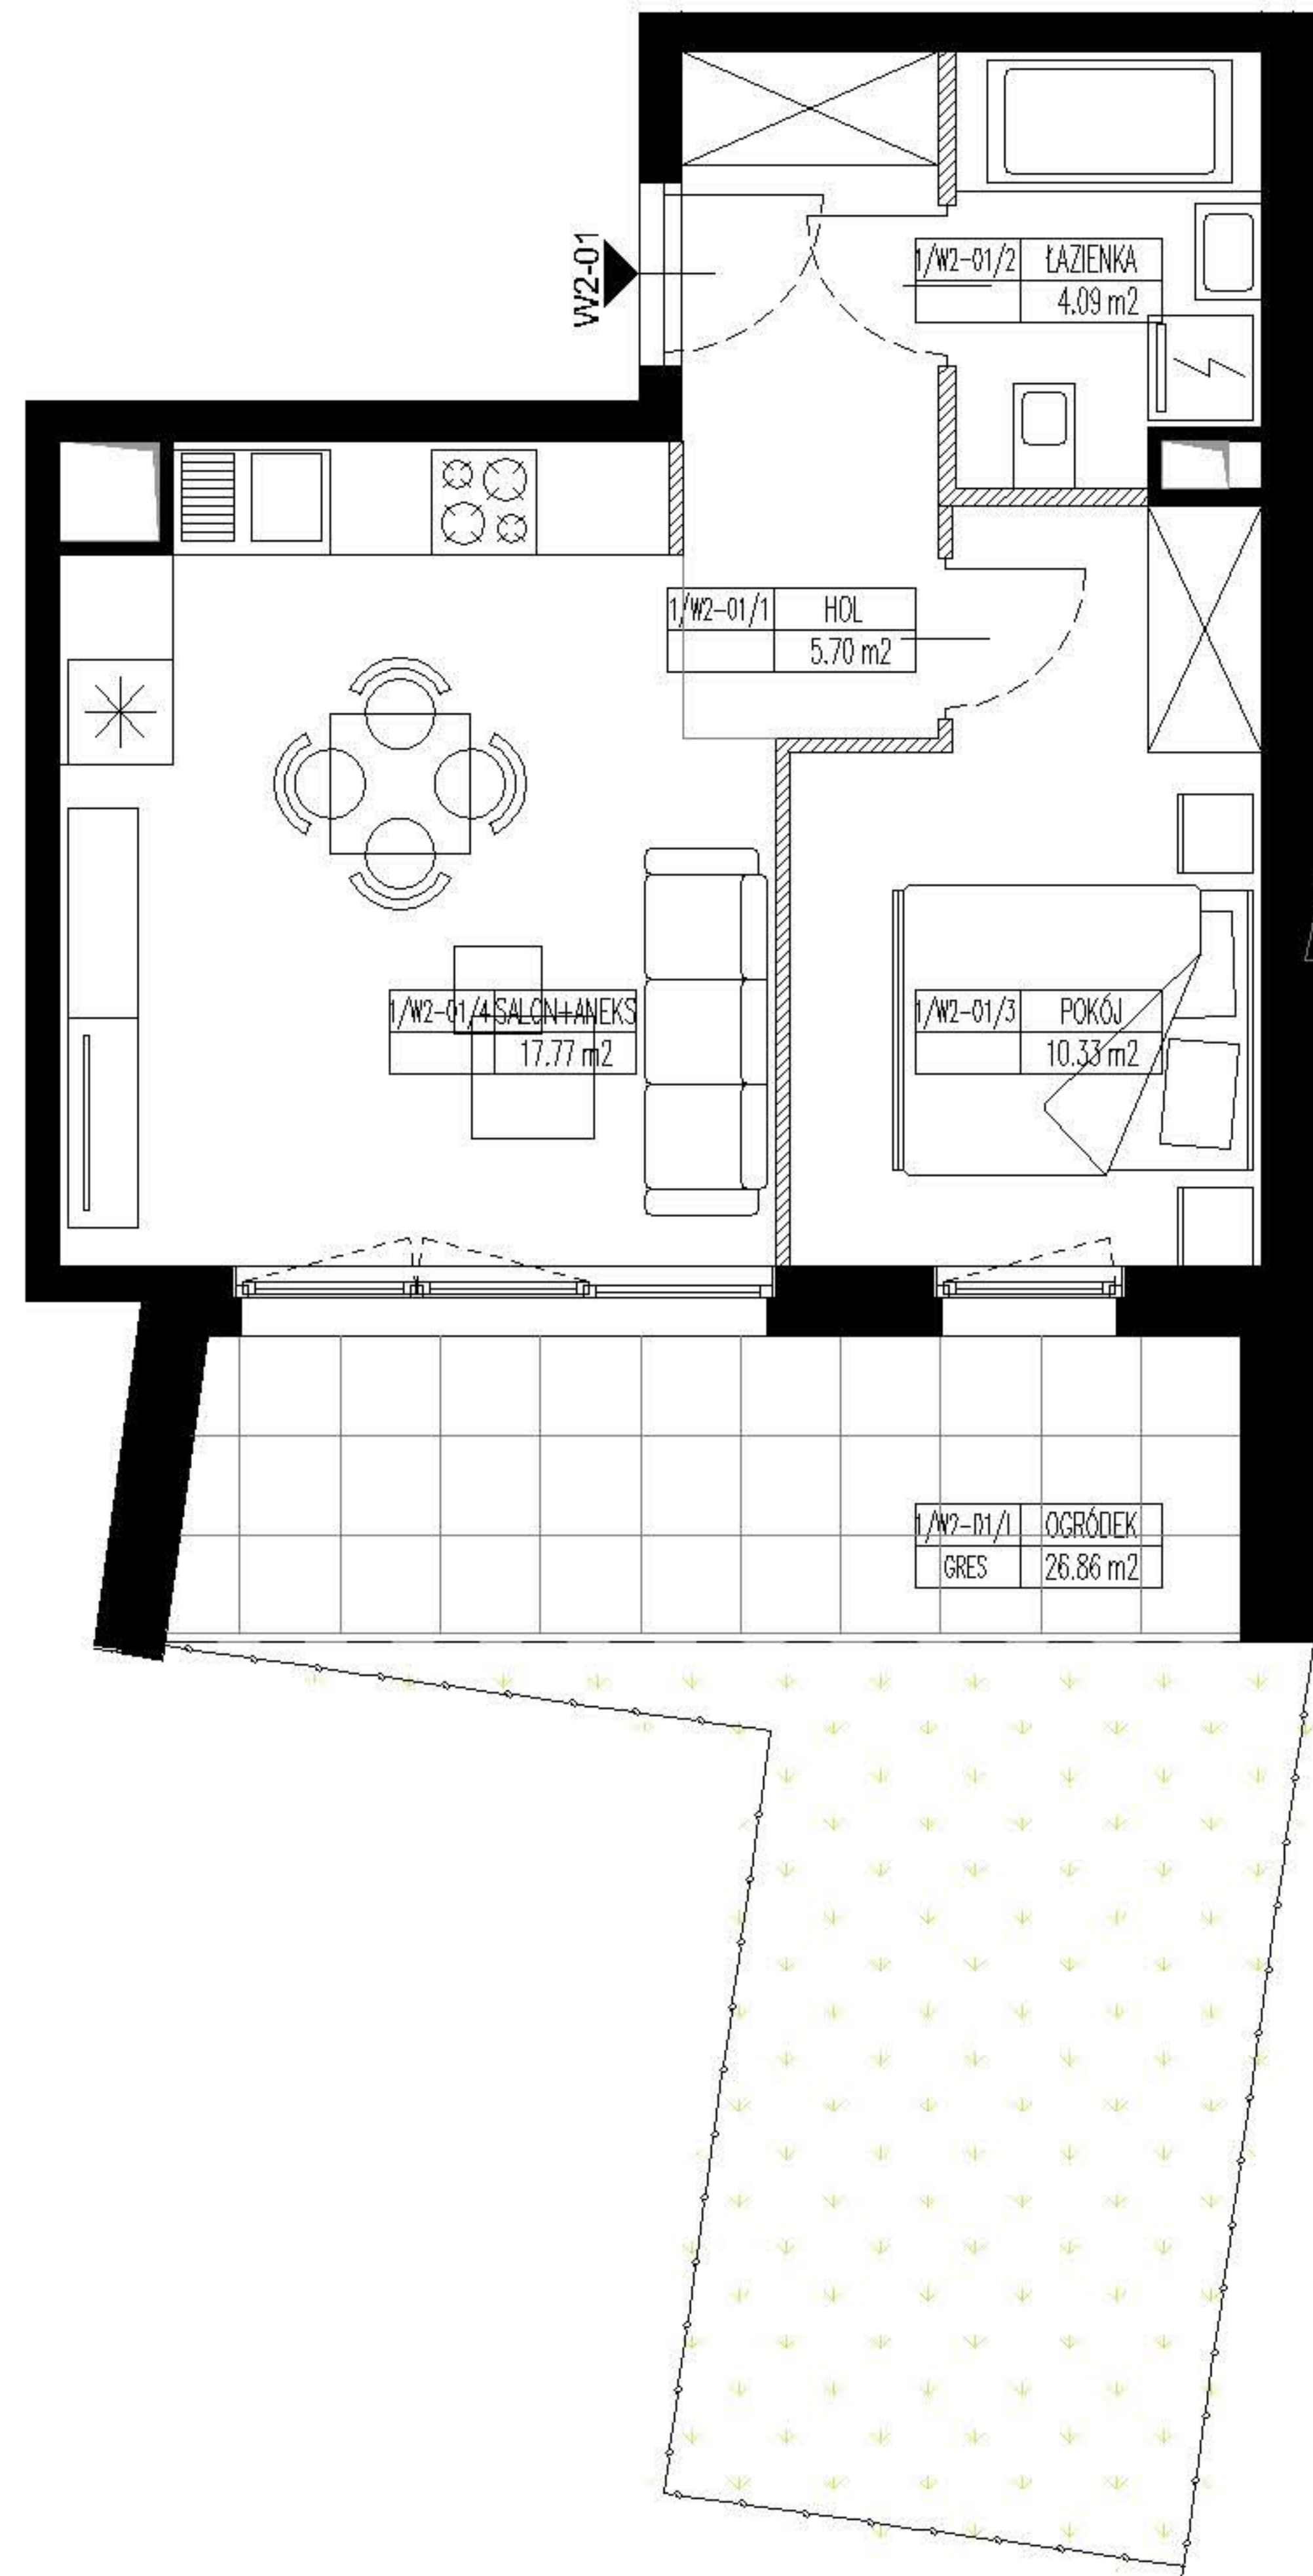 W2-01
1/W2-01/2 ŁAZIENKA
4.09 m2
1/W2-01/1 HOL
5.70 m2
1/W2-01/4 SALON+ANEKS
17.77 m2
1/W2-01/3 POKÓJ
10.33 m2
1/W2-01/L OGRÓDEK
GRES 26.86 m2